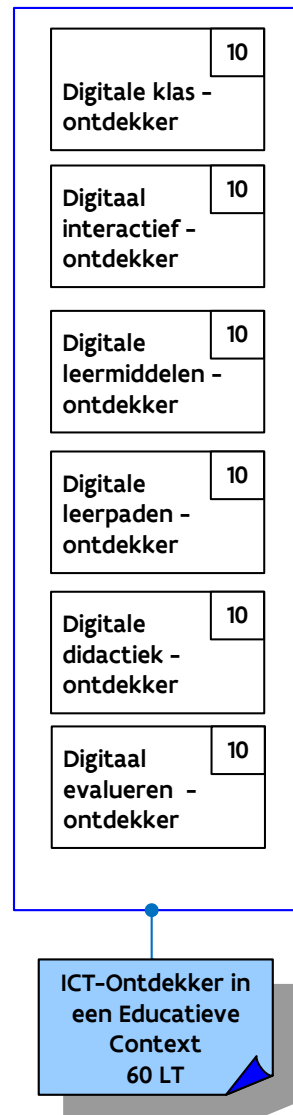 10
Digitale klas -
ontdekker
10
Digitaal
interactief -
ontdekker
10
Digitale
leermiddelen -
ontdekker
10
Digitale
leerpaden -
ontdekker
10
Digitale
didactiek -
ontdekker
10
Digitaal
evalueren -
ontdekker
ICT-Ontdekker in
een Educatieve
Context
60 LT